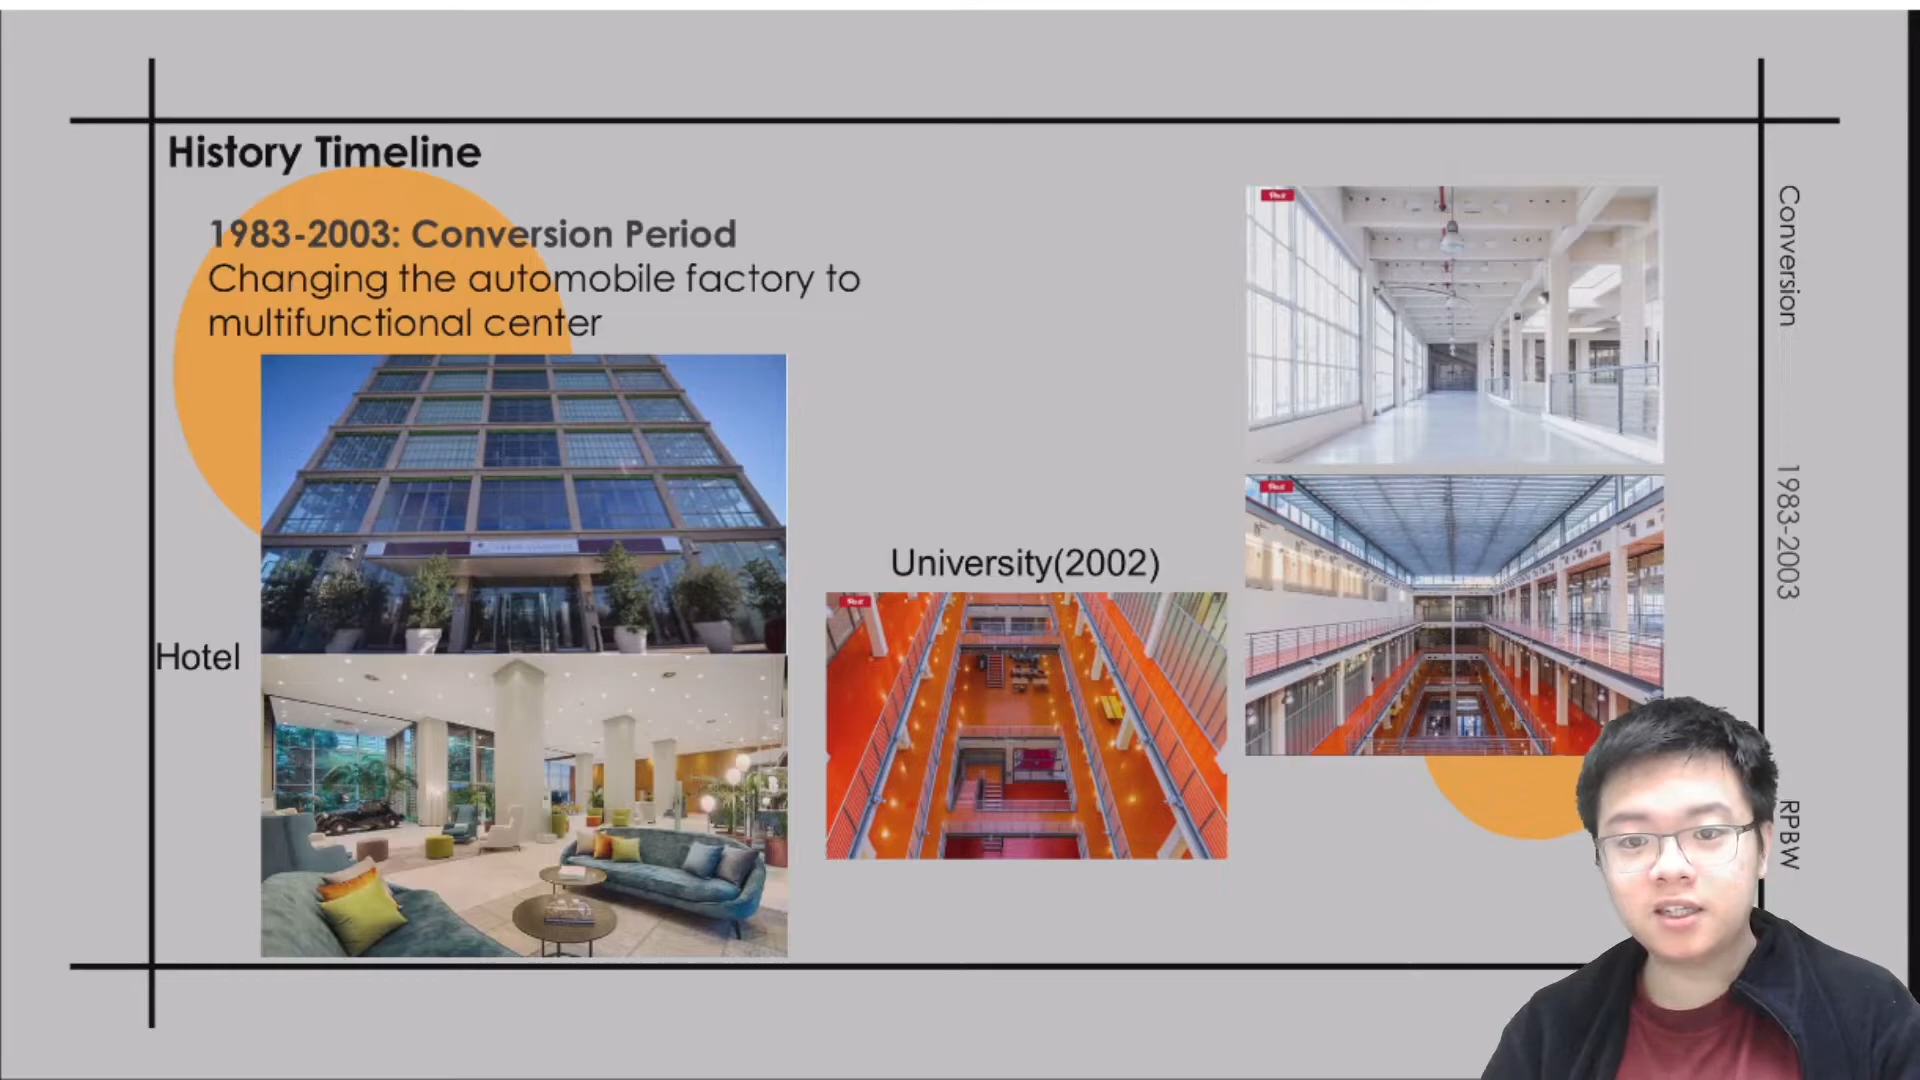 History Timeline
1983-2003: Conversion Period
Changing the automobile factory to
multifunctional center
Hotel
University(2002)
Conversion
1983-2003
RPBW